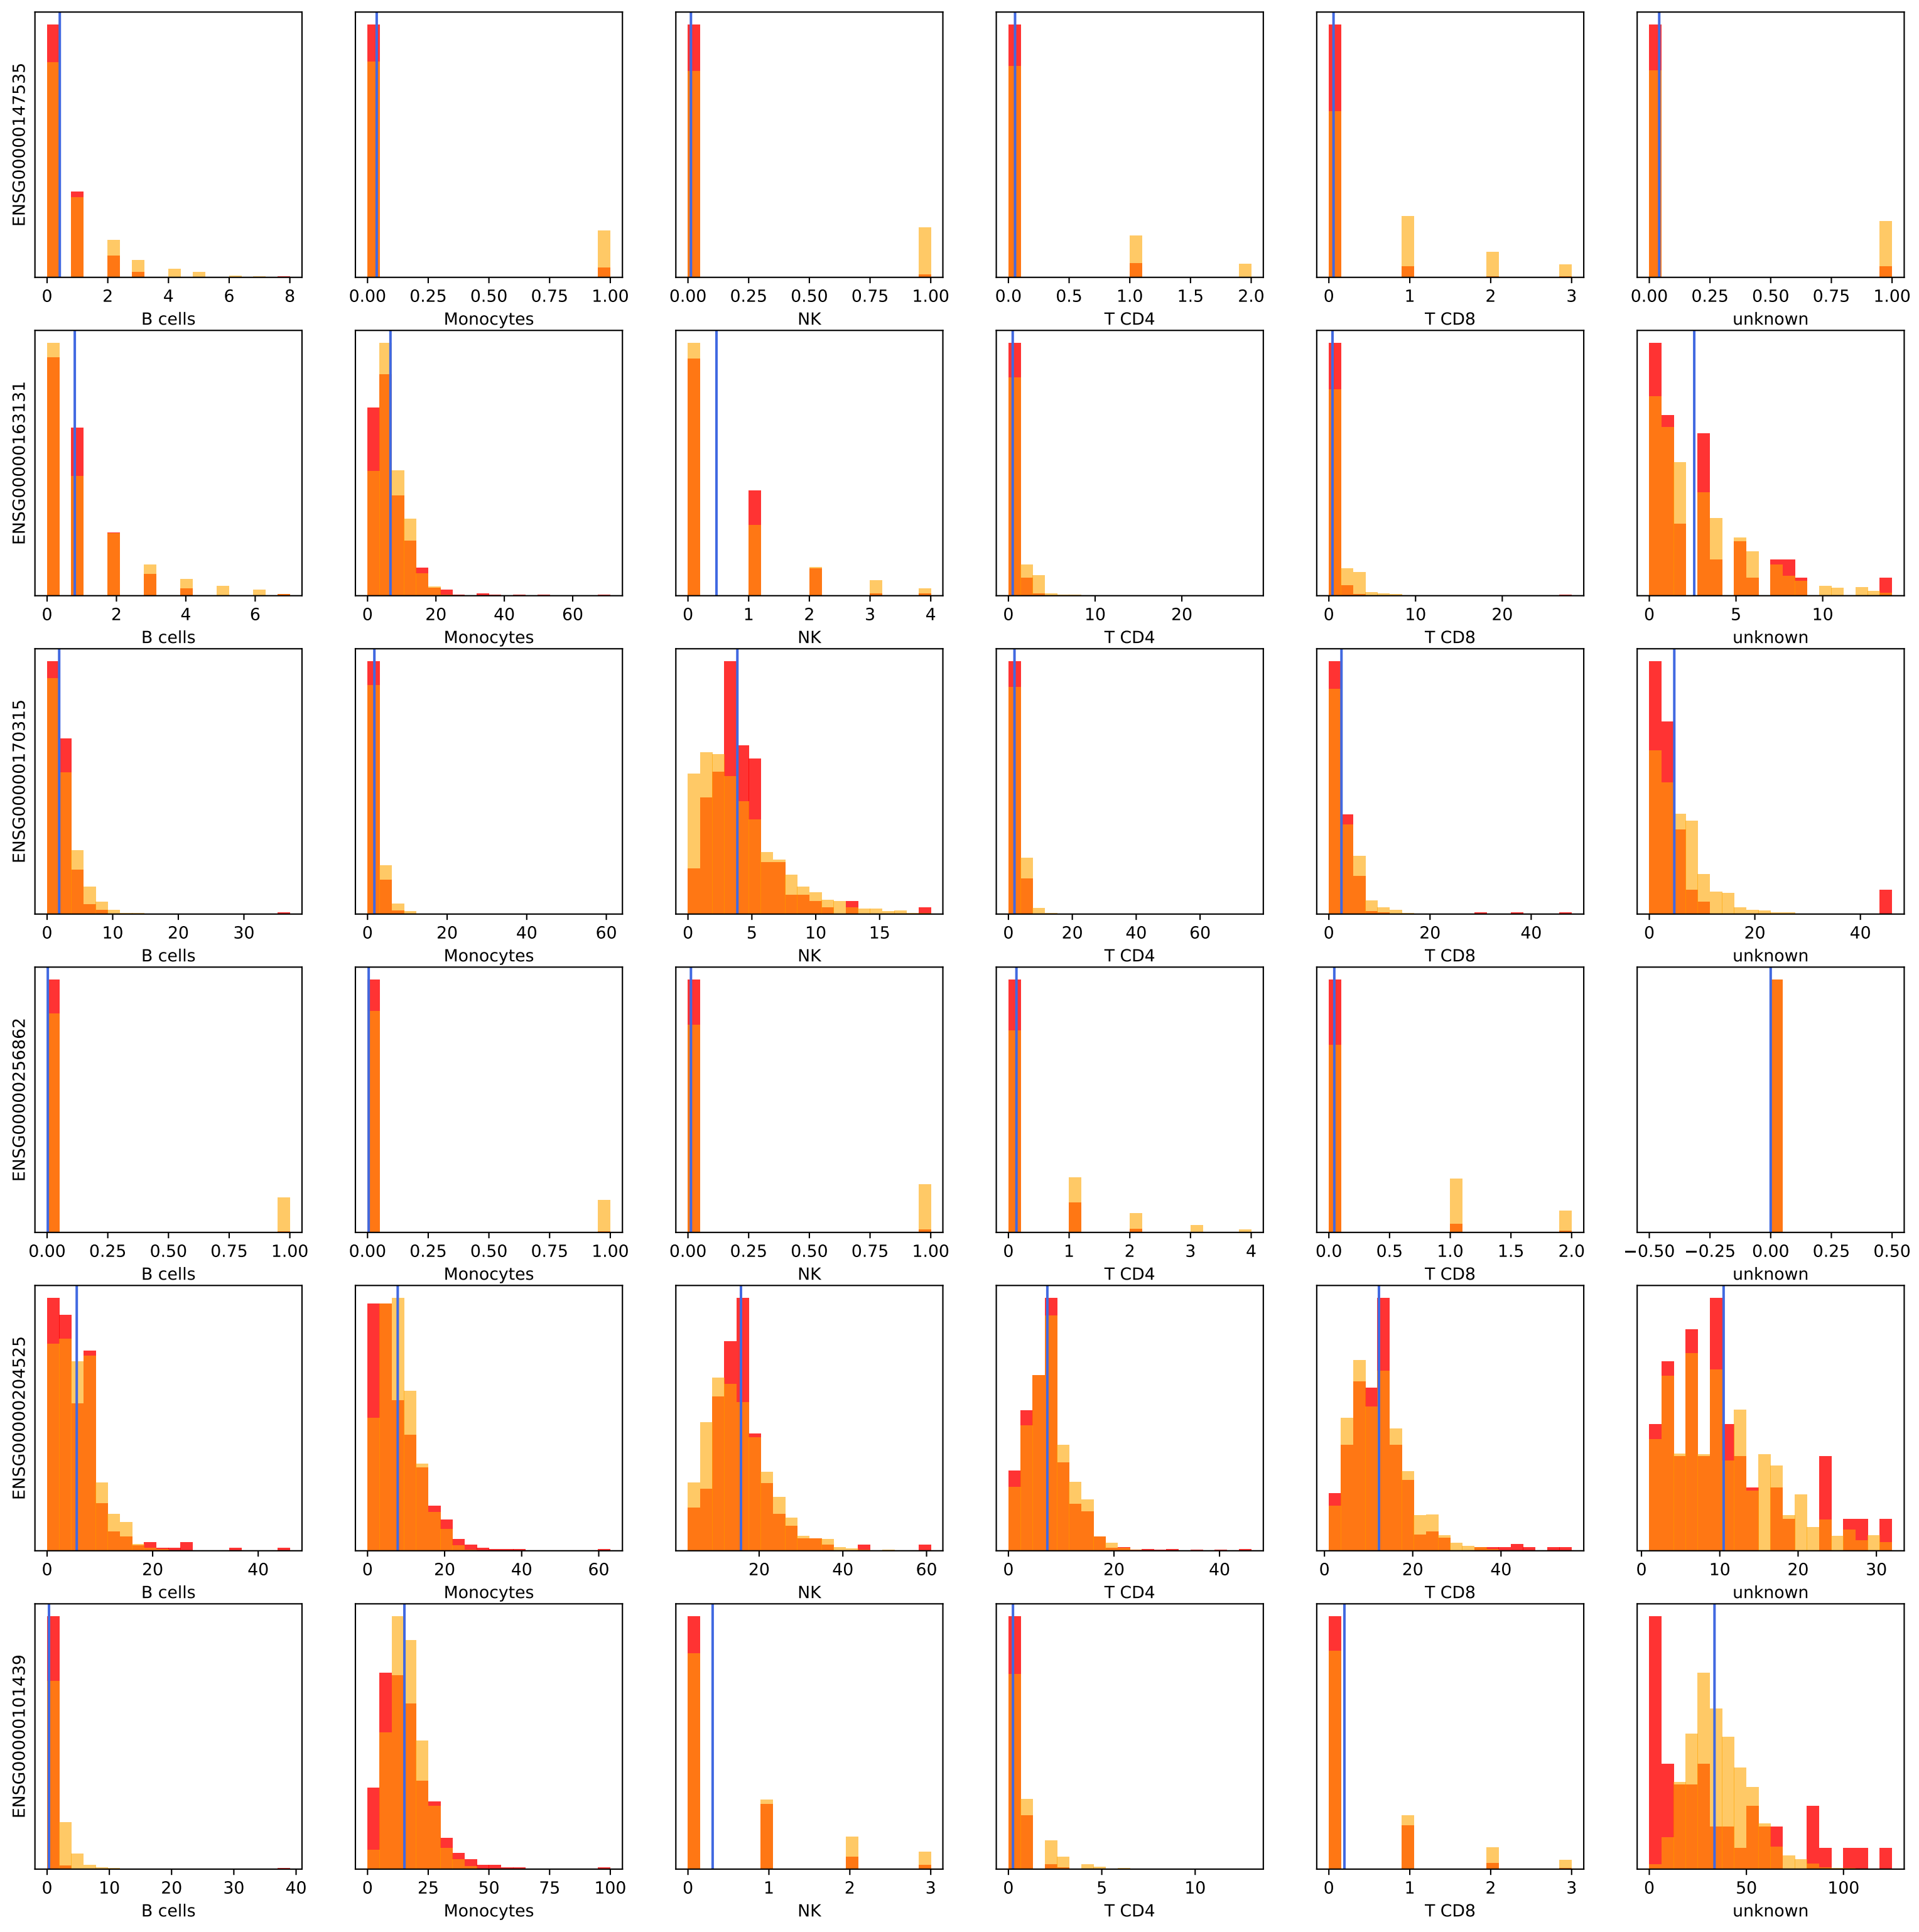 ENSG00000147535
0 2 4 6 8
B cells
0.00 0.25 0.50 0.75 1.00
Monocytes
0.00 0.25 0.50 0.75 1.00
NK
0.0 0.5 1.0 1.5 2.0
T CD4
0 1 2 3
T CD8
0.00 0.25 0.50 0.75 1.00
unknown
ENSG00000163131
0 2 4 6
B cells
0 20 40 60
Monocytes
0 1 2 3 4
NK
0 10 20
T CD4
0 10 20
T CD8
0 5 10
unknown
ENSG00000170315
0 10 20 30
B cells
0 20 40 60
Monocytes
0 5 10 15
NK
0 20 40 60
T CD4
0 20 40
T CD8
0 20 40
unknown
ENSG00000256862
0.00 0.25 0.50 0.75 1.00
B cells
0.00 0.25 0.50 0.75 1.00
Monocytes
0.00 0.25 0.50 0.75 1.00
NK
0 1 2 3 4
T CD4
0.0 0.5 1.0 1.5 2.0
T CD8
−0.50 −0.25 0.00 0.25 0.50
unknown
ENSG00000204525
0 20 40
B cells
0 20 40 60
Monocytes
20 40 60
NK
0 20 40
T CD4
0 20 40
T CD8
0 10 20 30
unknown
ENSG00000101439
0 10 20 30 40
B cells
0 25 50 75 100
Monocytes
0 1 2 3
NK
0 5 10
T CD4
0 1 2 3
T CD8
0 50 100
unknown